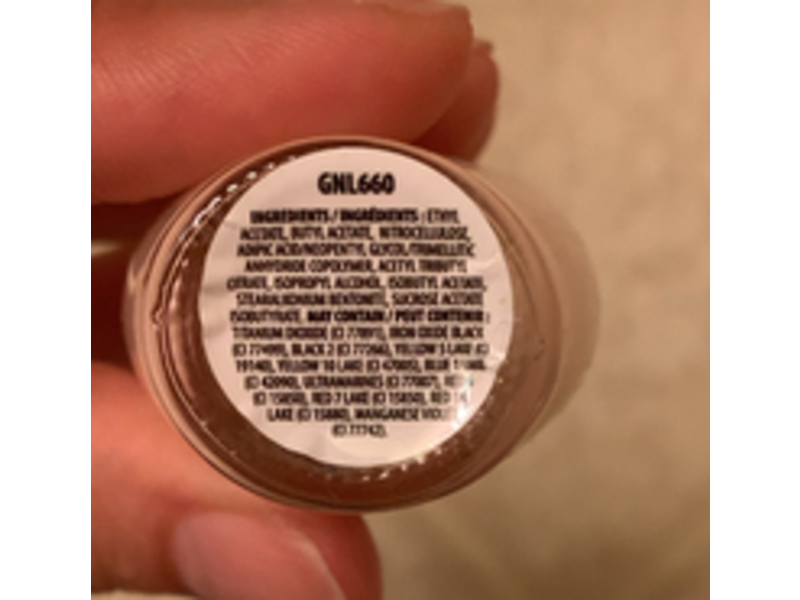 GNL660
INGREDIENTS / INGRÉDIENTS : ETHYL
ACETATE, BUTYL ACETATE, NITROCELLULOSE,
ADIPIC ACID/NEOPENTYL GLYCOL/TRIMELLITIC
ANHYDRIDE COPOLYMER, ACETYL TRIBUTYL
CITRATE, ISOPROPYL ALCOHOL, ISOBUTYL ACETATE,
STEARALKONIUM BENTONITE, SUCROSE ACETATE
ISOBUTYRATE. MAY CONTAIN / PEUT CONTENIR :
TITANIUM DIOXIDE (CI 77891), IRON OXIDE BLACK
(CI 77499), BLACK 2 (CI 77266), YELLOW 5 LAKE (CI
19140), YELLOW 10 LAKE (CI 47005), BLUE 1 LAKE
(CI 42090), ULTRAMARINES (CI 77007), RED
(CI 15850), RED 7 LAKE (CI 15850), RED
LAKE (CI 15880), MANGANESE VIOLET
(CI 77742).